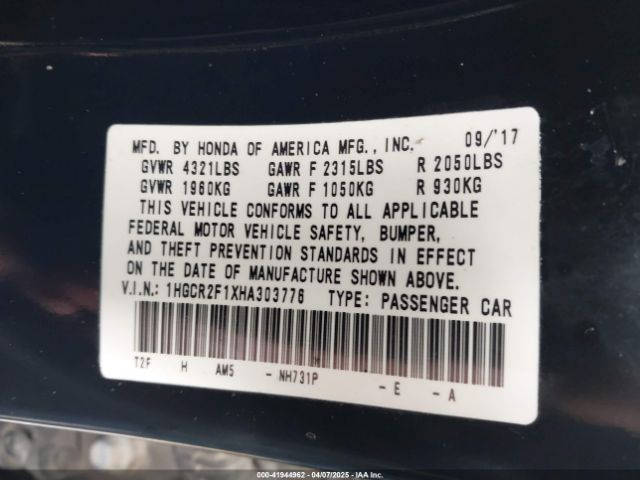 MFD. BY HONDA OF AMERICA MFG., INC. 09/'17
GVWR 4321LBS GAWR F 2315LBS R 2050LBS
GVWR 1960KG GAWR F 1050KG R 930KG
THIS VEHICLE CONFORMS TO ALL APPLICABLE
FEDERAL MOTOR VEHICLE SAFETY, BUMPER,
AND THEFT PREVENTION STANDARDS IN EFFECT
ON THE DATE OF MANUFACTURE SHOWN ABOVE.
V.I.N.: 1HGCR2F1XHA303776 TYPE: PASSENGER CAR
T2F H AM5 - NH731P - E - A
000-41944962 - 04/07/2025 - IAAI.COM